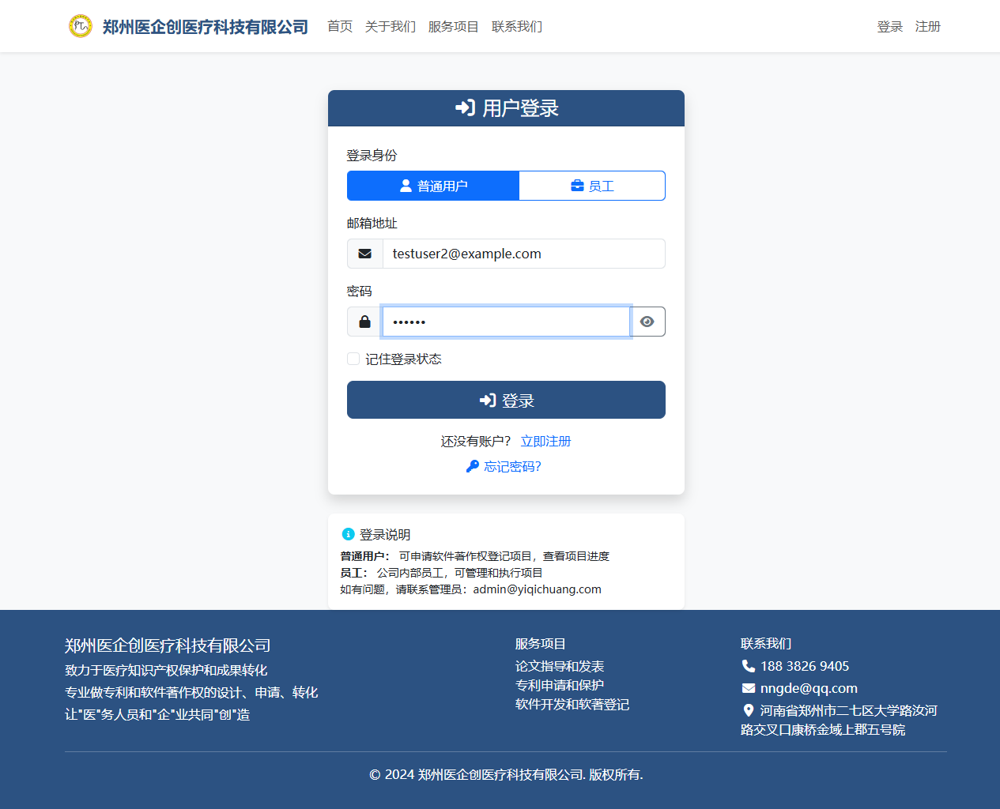 郑州医企创医疗科技有限公司 首页 关于我们 服务项目 联系我们 登录 注册
用户登录
登录身份
普通用户 员工
邮箱地址
testuser2@example.com
密码
••••••
记住登录状态
登录
还没有账户？ 立即注册
忘记密码？
登录说明
普通用户： 可申请软件著作权登记项目，查看项目进度
员工： 公司内部员工，可管理和执行项目
如有问题，请联系管理员：admin@yiqichuang.com
郑州医企创医疗科技有限公司
致力于医疗知识产权保护和成果转化
专业做专利和软件著作权的设计、申请、转化
让"医"务人员和"企"业共同"创"造
服务项目
论文指导和发表
专利申请和保护
软件开发和软著登记
联系我们
188 3826 9405
nngde@qq.com
河南省郑州市二七区大学路汝河
路交叉口康桥金域上郡五号院
© 2024 郑州医企创医疗科技有限公司. 版权所有.